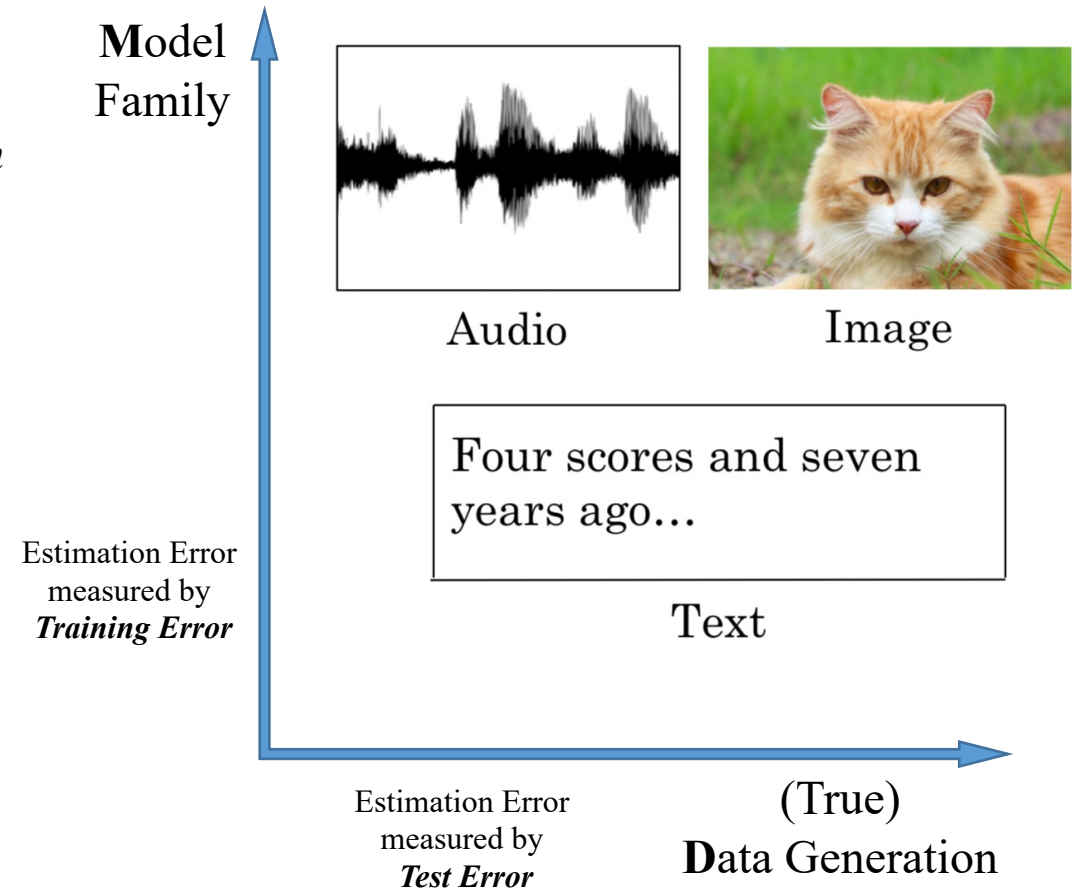 Model
Family
Audio
Image
Four scores and seven
years ago...
Text
Estimation Error
measured by
Training Error
Estimation Error
measured by
Test Error
(True)
Data Generation